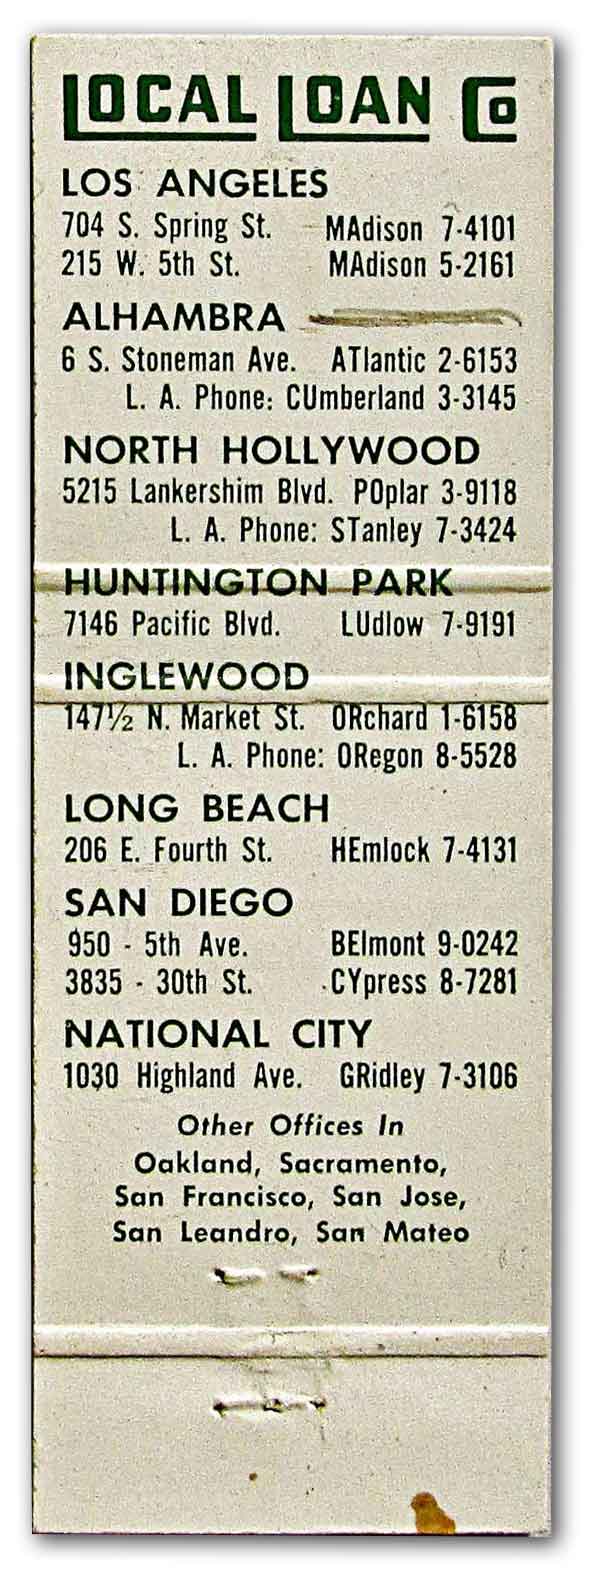 LOCAL LOAN Co
LOS ANGELES
704 S. Spring St. MAdison 7-4101
215 W. 5th St. MAdison 5-2161
ALHAMBRA
6 S. Stoneman Ave. ATlantic 2-6153
L. A. Phone: CUmberland 3-3145
NORTH HOLLYWOOD
5215 Lankershim Blvd. POplar 3-9118
L. A. Phone: STanley 7-3424
HUNTINGTON PARK
7146 Pacific Blvd. LUdlow 7-9191
INGLEWOOD
147½ N. Market St. ORchard 1-6158
L. A. Phone: ORegon 8-5528
LONG BEACH
206 E. Fourth St. HEmlock 7-4131
SAN DIEGO
950 - 5th Ave. BElmont 9-0242
3835 - 30th St. CYpress 8-7281
NATIONAL CITY
1030 Highland Ave. GRidley 7-3106
Other Offices In
Oakland, Sacramento,
San Francisco, San Jose,
San Leandro, San Mateo